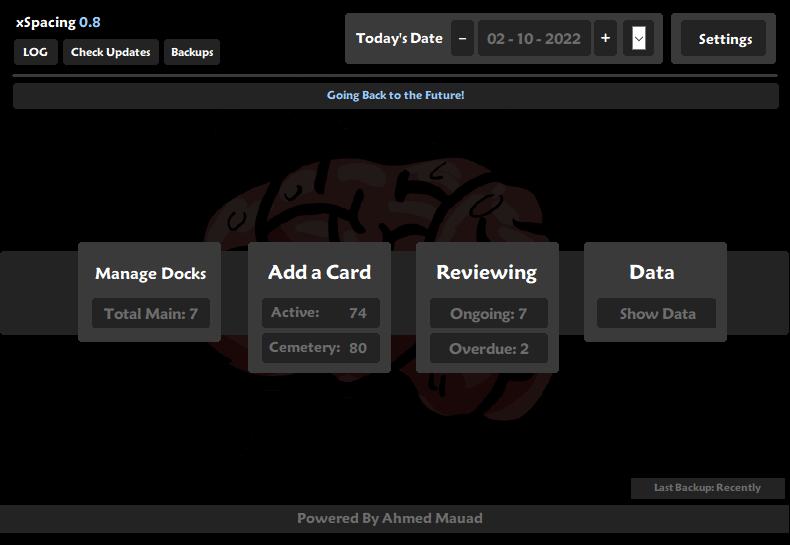 xSpacing 0.8
LOG
Check Updates
Backups
Today's Date
–
02 - 10 - 2022
+
Settings
Going Back to the Future!
Manage Docks
Total Main: 7
Add a Card
Active: 74
Cemetery: 80
Reviewing
Ongoing: 7
Overdue: 2
Data
Show Data
Last Backup: Recently
Powered By Ahmed Mauad